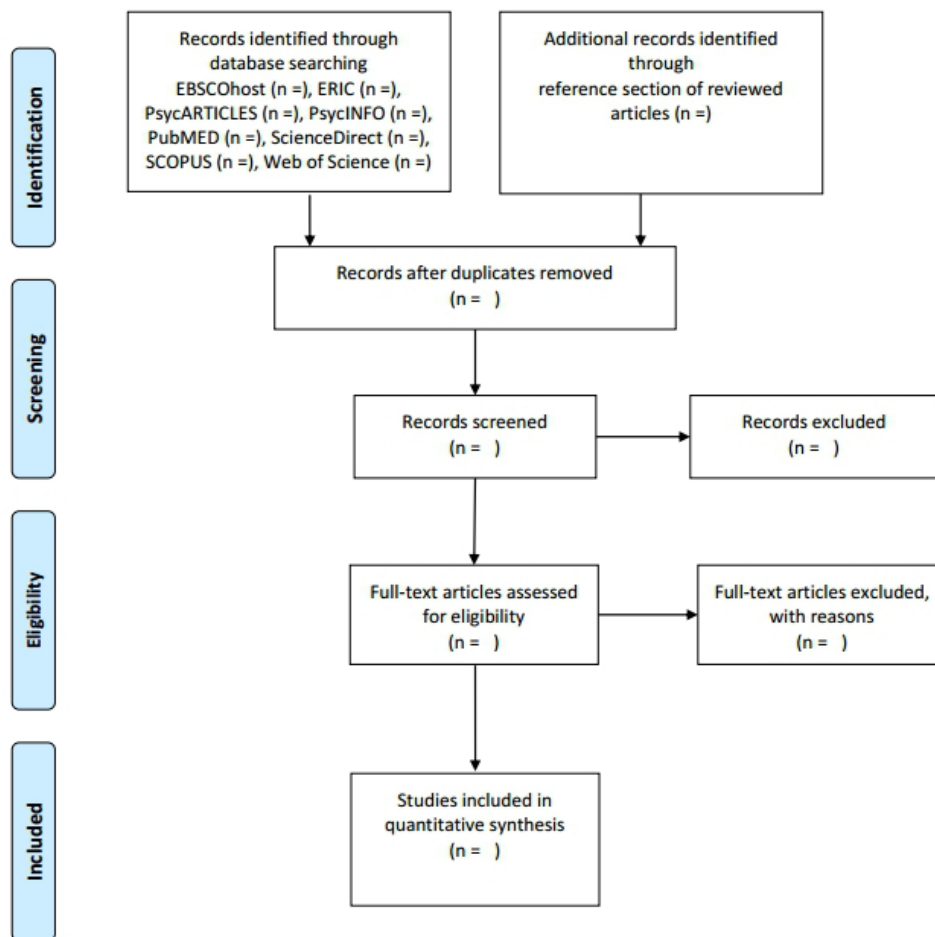 Identification
Records identified through
database searching
EBSCOhost (n =), ERIC (n =),
PsycARTICLES (n =), PsycINFO (n =),
PubMED (n =), ScienceDirect (n =),
SCOPUS (n =), Web of Science (n =)
Additional records identified
through
reference section of reviewed
articles (n =)
Records after duplicates removed
(n =   )
Screening
Records screened
(n =   )
Records excluded
(n =   )
Eligibility
Full-text articles assessed
for eligibility
(n =   )
Full-text articles excluded,
with reasons
(n =   )
Included
Studies included in
quantitative synthesis
(n =   )